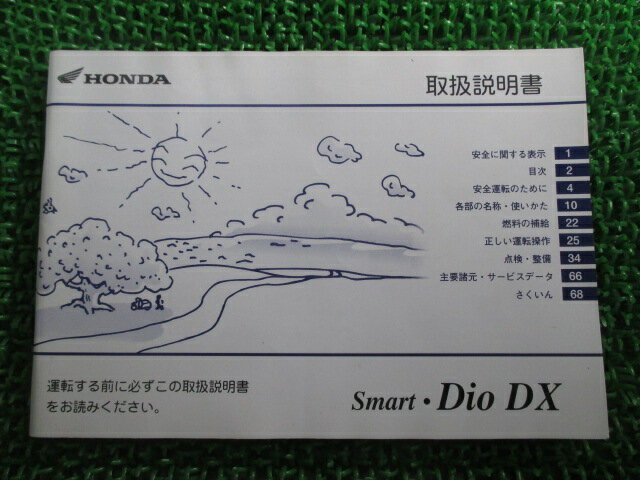 HONDA
取扱説明書
安全に関する表示 1
目次 2
安全運転のために 4
各部の名称・使いかた 10
燃料の補給 22
正しい運転操作 25
点検・整備 34
主要諸元・サービスデータ 66
さくいん 68
運転する前に必ずこの取扱説明書
をお読みください。
Smart・Dio DX